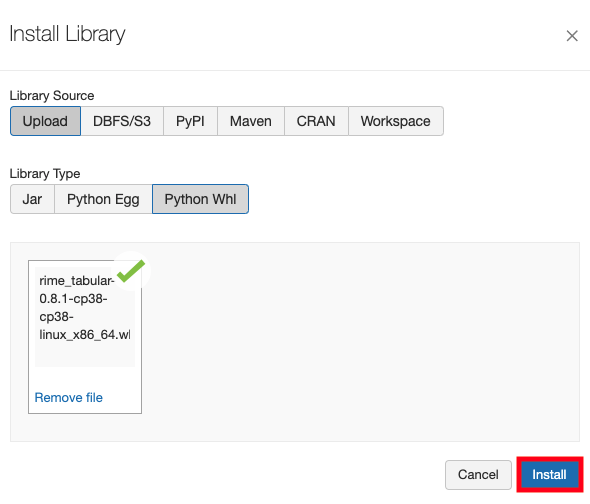 Install Library
Library Source
Upload DBFS/S3 PyPI Maven CRAN Workspace
Library Type
Jar Python Egg Python Whl
rime_tabular-
0.8.1-cp38-
cp38-
linux_x86_64.wl
Remove file
Cancel Install